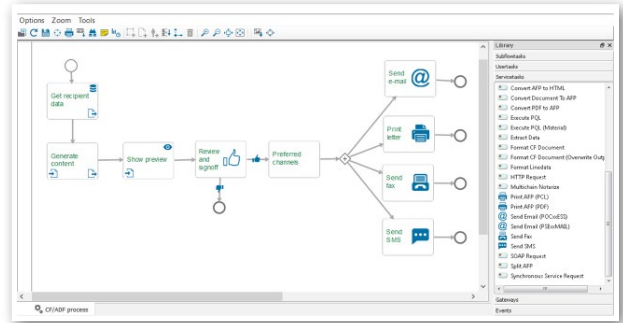 Options Zoom Tools
Library
Subflowtasks
Usertasks
Servicetasks
Get recipient
data
Generate
content
Show preview
Review
and
signoff
Preferred
channels
Send
e-mail
Print
letter
Send
fax
Send
SMS
Convert AFP to HTML
Convert Document To AFP
Convert PDF to AFP
Execute PQL
Execute PQL (Material)
Extract Data
Format CF Document
Format CF Document (Overwrite Outp
Format Linedata
HTTP Request
Multichain Notarize
Print AFP (PCL)
Print AFP (PDF)
Send Email (POCoxESS)
Send Email (PSExMAIL)
Send Fax
Send SMS
SOAP Request
Split AFP
Synchronous Service Request
Gateways
Events
CF/ADF process